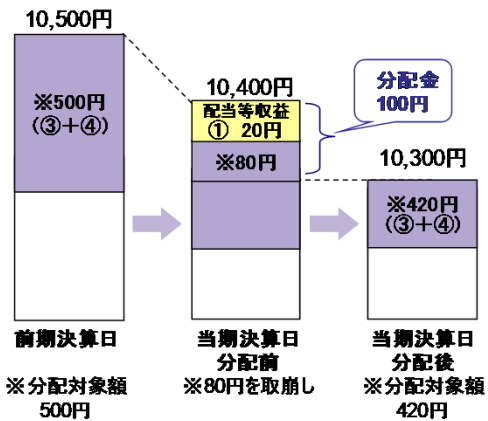 10,500円
※500円
(③+④)
10,400円
配当等収益
① 20円
※80円
分配金
100円
10,300円
※420円
(③+④)
前期決算日
※分配対象額
500円
当期決算日
分配前
※80円を取崩し
当期決算日
分配後
※分配対象額
420円